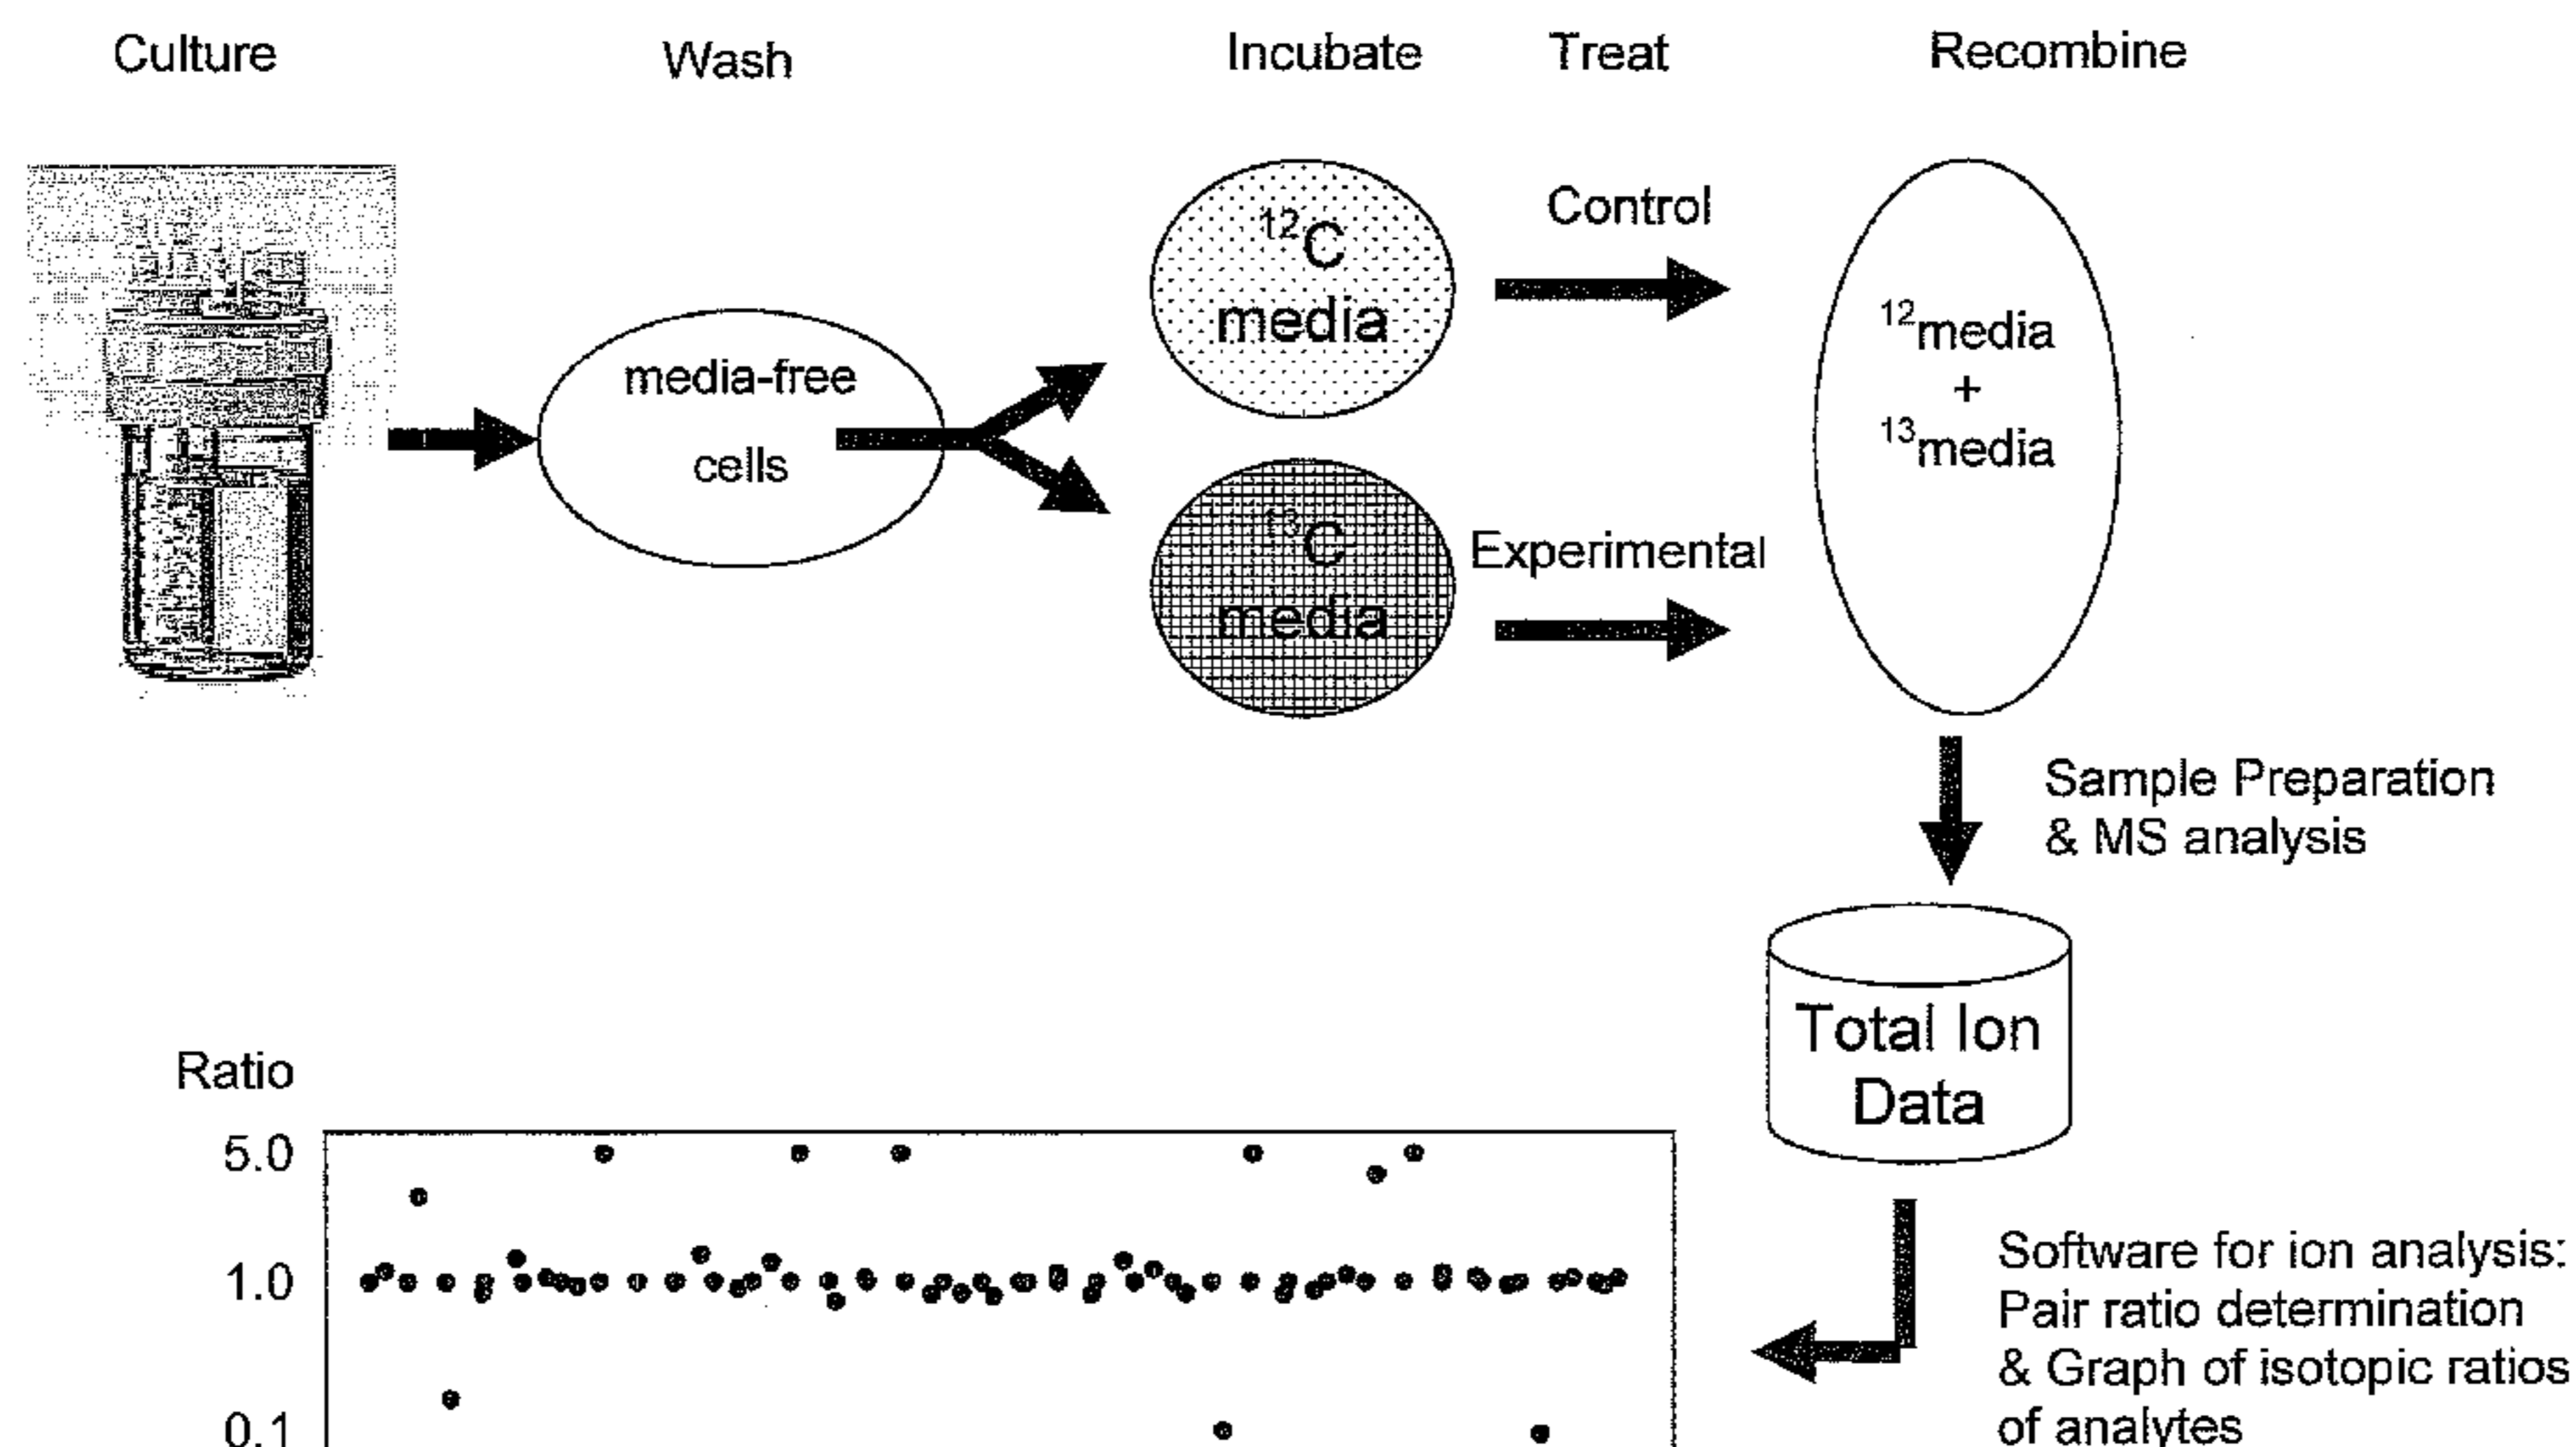 Culture
Wash
Incubate
Treat
Recombine
media-free
cells
¹²C
media
Control
¹³C
media
Experimental
¹²media
+
¹³media
Sample Preparation
& MS analysis
Total Ion
Data
Software for ion analysis:
Pair ratio determination
& Graph of isotopic ratios
of analytes
Ratio
5.0
1.0
0.1